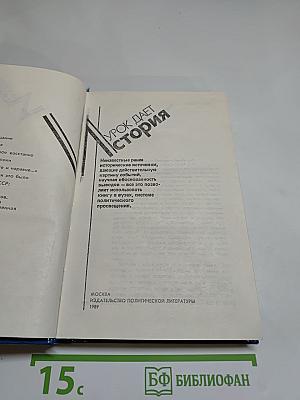 УРОК ДАЕТ
История
Неизвестные ранее
исторические источники,
дающие действительную
картину событий,
научная обоснованность
выводов — все это позво-
ляет использовать
книгу в вузах, системе
политического
просвещения.
МОСКВА
ИЗДАТЕЛЬСТВО ПОЛИТИЧЕСКОЙ ЛИТЕРАТУРЫ
1989
СССР:
15с
БФ БИБЛИОФАН